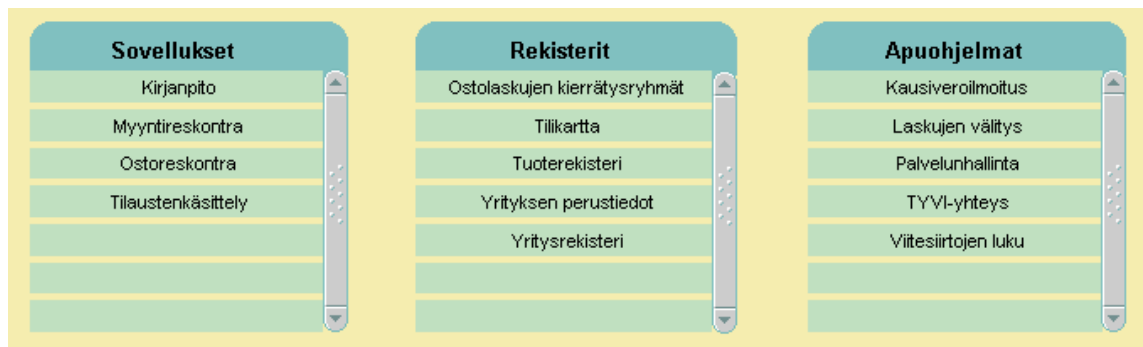 Sovellukset
Kirjanpito
Myyntireskontra
Ostoreskontra
Tilaustenkäsittely
Rekisterit
Ostolaskujen kierrätysryhmät
Tilikartta
Tuoterekisteri
Yrityksen perustiedot
Yritysrekisteri
Apuohjelmat
Kausiveroilmoitus
Laskujen välitys
Palvelunhallinta
TYVI-yhteys
Viitesiirtojen luku